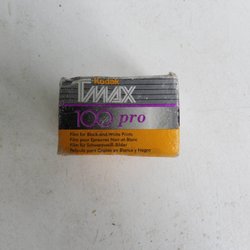 Kodak
TMAX
100 pro
Film for Black-and-White Prints
Film pour Épreuves Noir et Blanc
Film für Schwarzweiß-Bilder
Película para Copias en Blanco y Negro